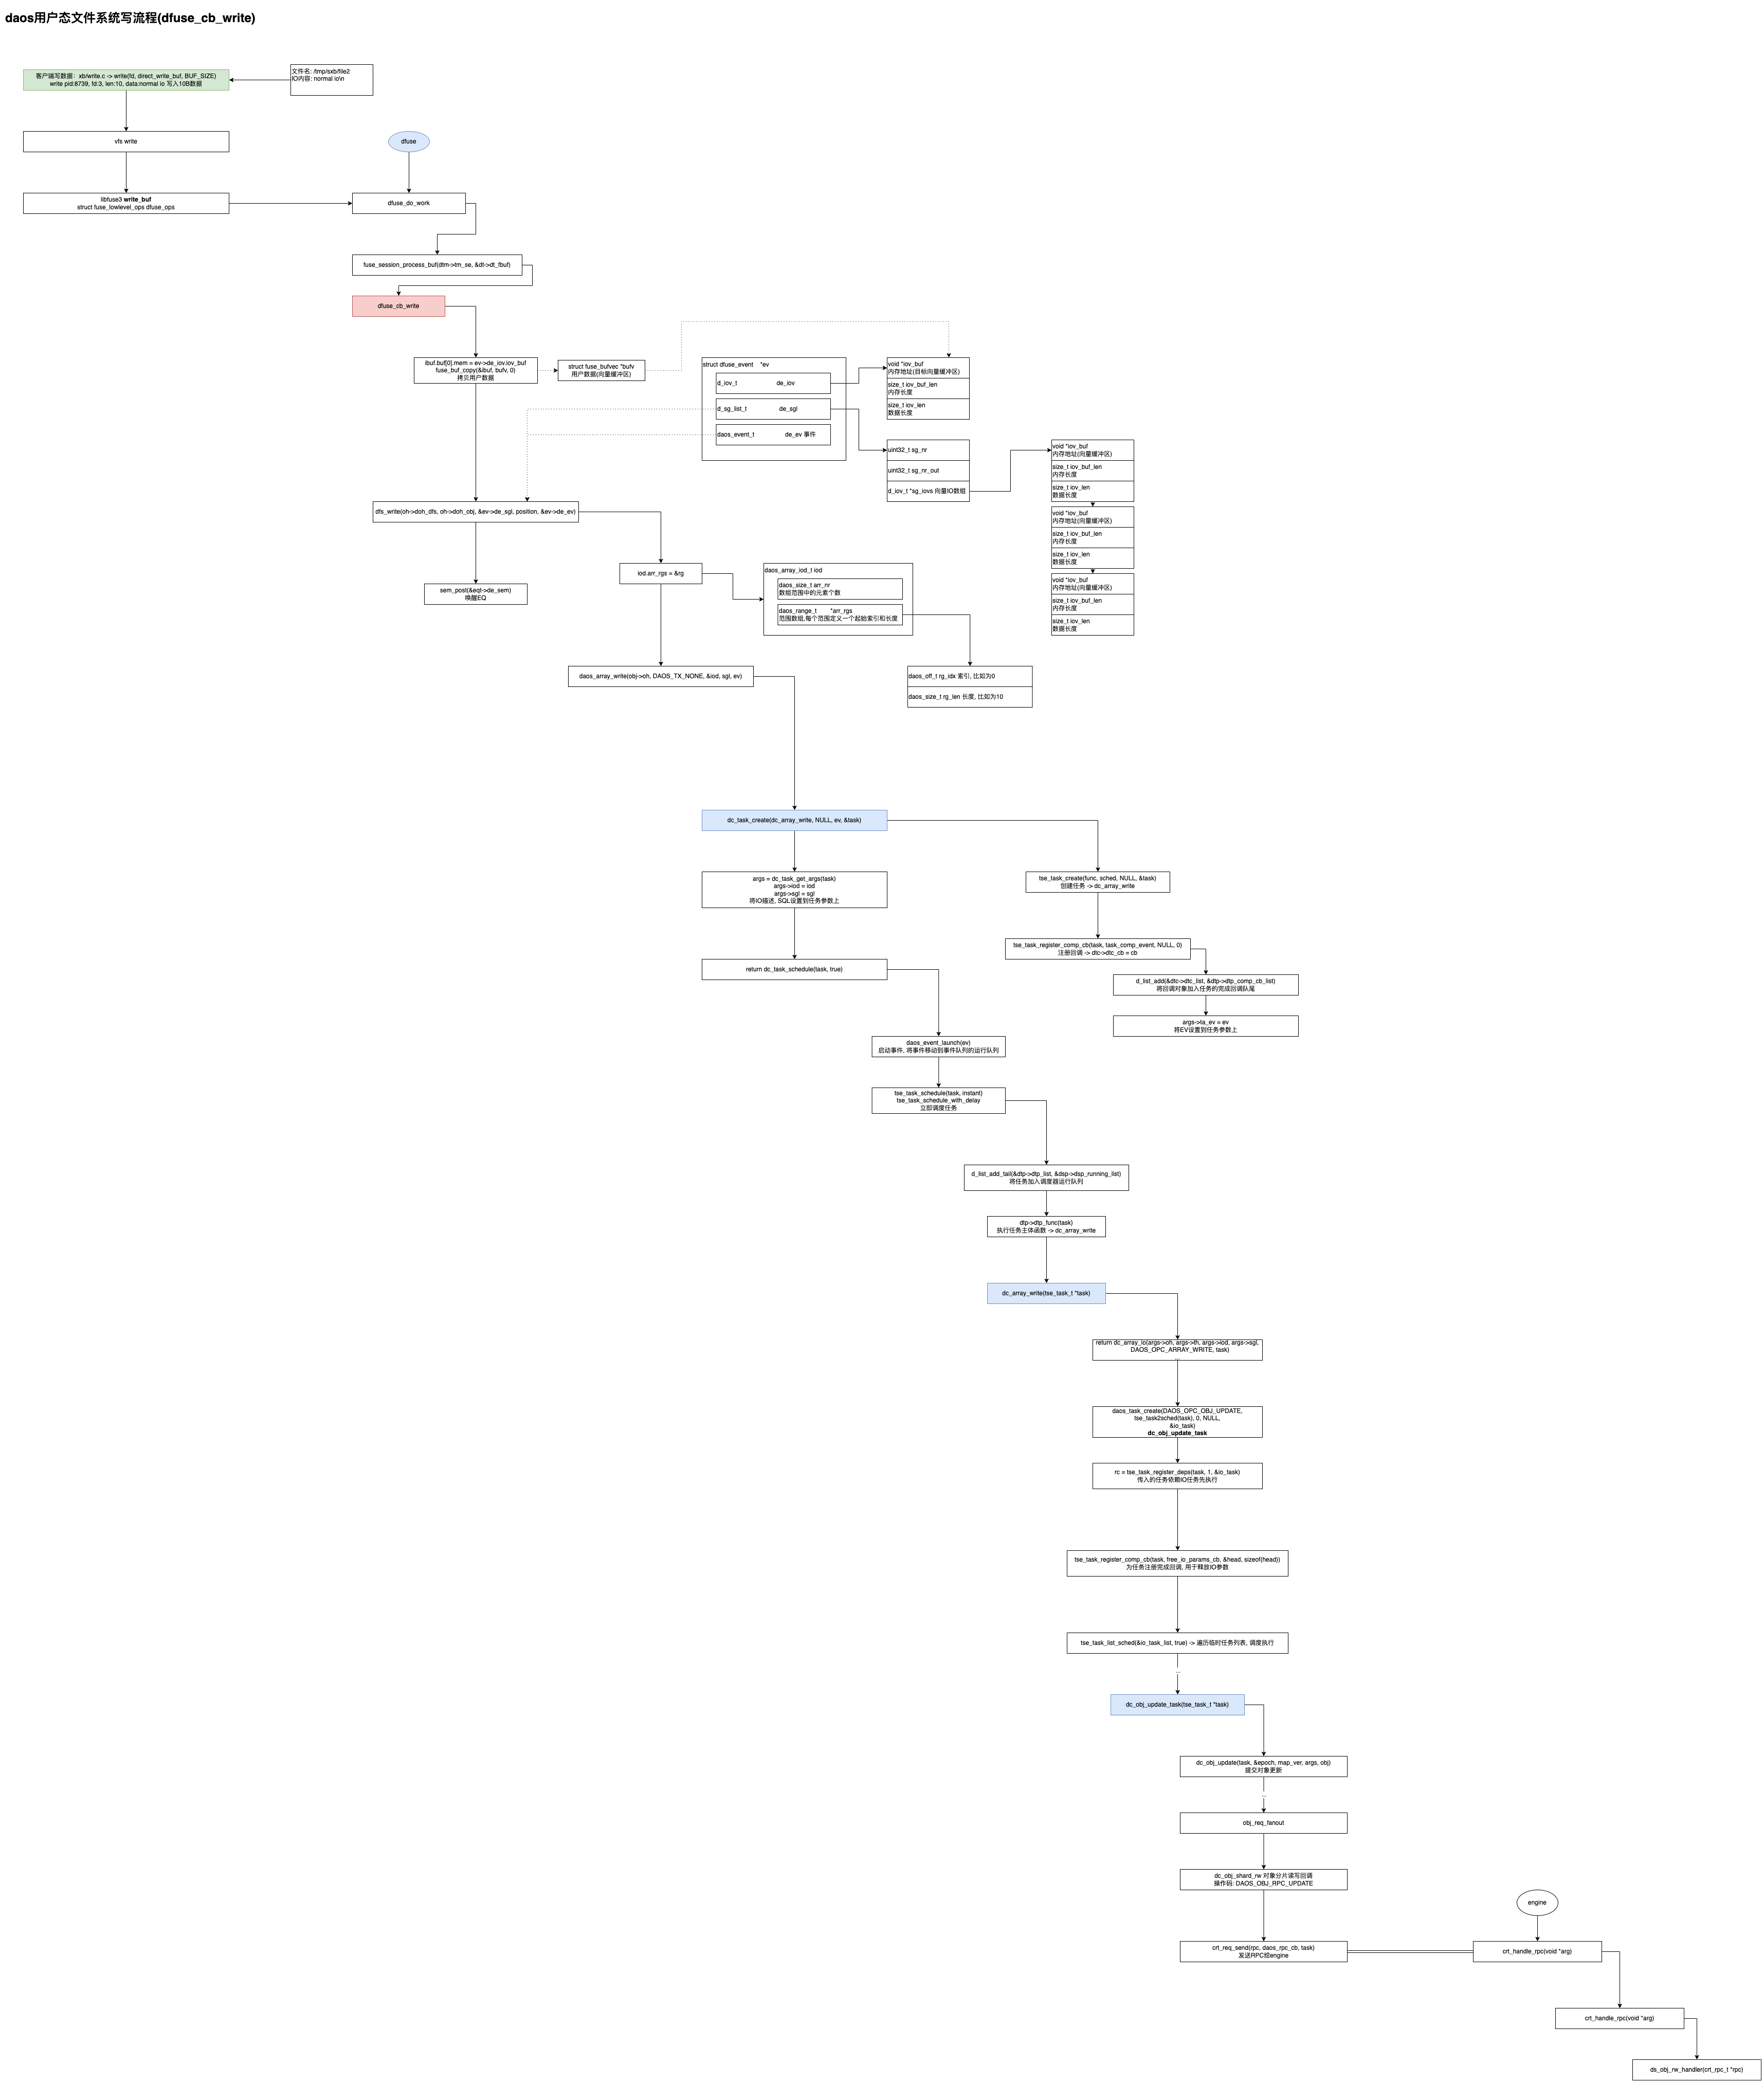 daos用户态文件系统写流程(dfuse_cb_write)
客户端写数据: xb/write.c -> write(fd, direct_write_buf, BUF_SIZE)
write pid:8739, fd:3, len:10, data:normal io 写入10B数据
文件名: /tmp/sxb/file2
IO内容: normal io\n
vfs write
dfuse
libfuse3 write_buf
struct fuse_lowlevel_ops dfuse_ops
dfuse_do_work
fuse_session_process_buf(dtm->tm_se, &dt->dt_fbuf)
dfuse_cb_write
ibuf.buf[0].mem = ev->de_iov.iov_buf
fuse_buf_copy(&ibuf, bufv, 0)
拷贝用户数据
struct fuse_bufvec *bufv
用户数据(向量缓冲区)
struct dfuse_event *ev
d_iov_t de_iov
d_sg_list_t de_sgl
daos_event_t de_ev 事件
void *iov_buf
内存地址(目标向量缓冲区)
size_t iov_buf_len
内存长度
size_t iov_len
数据长度
uint32_t sg_nr
uint32_t sg_nr_out
d_iov_t *sg_iovs 向量IO数组
void *iov_buf
内存地址(向量缓冲区)
size_t iov_buf_len
内存长度
size_t iov_len
数据长度
void *iov_buf
内存地址(向量缓冲区)
size_t iov_buf_len
内存长度
size_t iov_len
数据长度
void *iov_buf
内存地址(向量缓冲区)
size_t iov_buf_len
内存长度
size_t iov_len
数据长度
dfs_write(oh->doh_dfs, oh->doh_obj, &ev->de_sgl, position, &ev->de_ev)
sem_post(&eqt->de_sem)
唤醒EQ
iod.arr_rgs = &rg
daos_array_iod_t iod
daos_size_t arr_nr
数组范围中的元素个数
daos_range_t *arr_rgs
范围数组,每个范围定义一个起始索引和长度
daos_array_write(obj->oh, DAOS_TX_NONE, &iod, sgl, ev)
daos_off_t rg_idx 索引, 比如为0
daos_size_t rg_len 长度, 比如为10
dc_task_create(dc_array_write, NULL, ev, &task)
args = dc_task_get_args(task)
args->iod = iod
args->sgl = sgl
将IO描述, SQL设置到任务参数上
tse_task_create(func, sched, NULL, &task)
创建任务 -> dc_array_write
tse_task_register_comp_cb(task, task_comp_event, NULL, 0)
注册回调 -> dtc->dtc_cb = cb
return dc_task_schedule(task, true)
d_list_add(&dtc->dtc_list, &dtp->dtp_comp_cb_list)
将回调对象加入任务的完成回调队尾
args->ta_ev = ev
将EV设置到任务参数上
daos_event_launch(ev)
启动事件, 将事件移动到事件队列的运行队列
tse_task_schedule(task, instant)
tse_task_schedule_with_delay
立即调度任务
d_list_add_tail(&dtp->dtp_list, &dsp->dsp_running_list)
将任务加入调度器运行队列
dtp->dtp_func(task)
执行任务主体函数 -> dc_array_write
dc_array_write(tse_task_t *task)
return dc_array_io(args->oh, args->th, args->iod, args->sgl,
DAOS_OPC_ARRAY_WRITE, task)
...
daos_task_create(DAOS_OPC_OBJ_UPDATE,
tse_task2sched(task), 0, NULL,
&io_task)
dc_obj_update_task
rc = tse_task_register_deps(task, 1, &io_task)
传入的任务依赖IO任务先执行
tse_task_register_comp_cb(task, free_io_params_cb, &head, sizeof(head))
为任务注册完成回调, 用于释放IO参数
tse_task_list_sched(&io_task_list, true) -> 遍历临时任务列表, 调度执行
...
dc_obj_update_task(tse_task_t *task)
dc_obj_update(task, &epoch, map_ver, args, obj)
提交对象更新
...
obj_req_fanout
dc_obj_shard_rw 对象分片读写回调
操作码: DAOS_OBJ_RPC_UPDATE
engine
crt_req_send(rpc, daos_rpc_cb, task)
发送RPC给engine
crt_handle_rpc(void *arg)
crt_handle_rpc(void *arg)
ds_obj_rw_handler(crt_rpc_t *rpc)